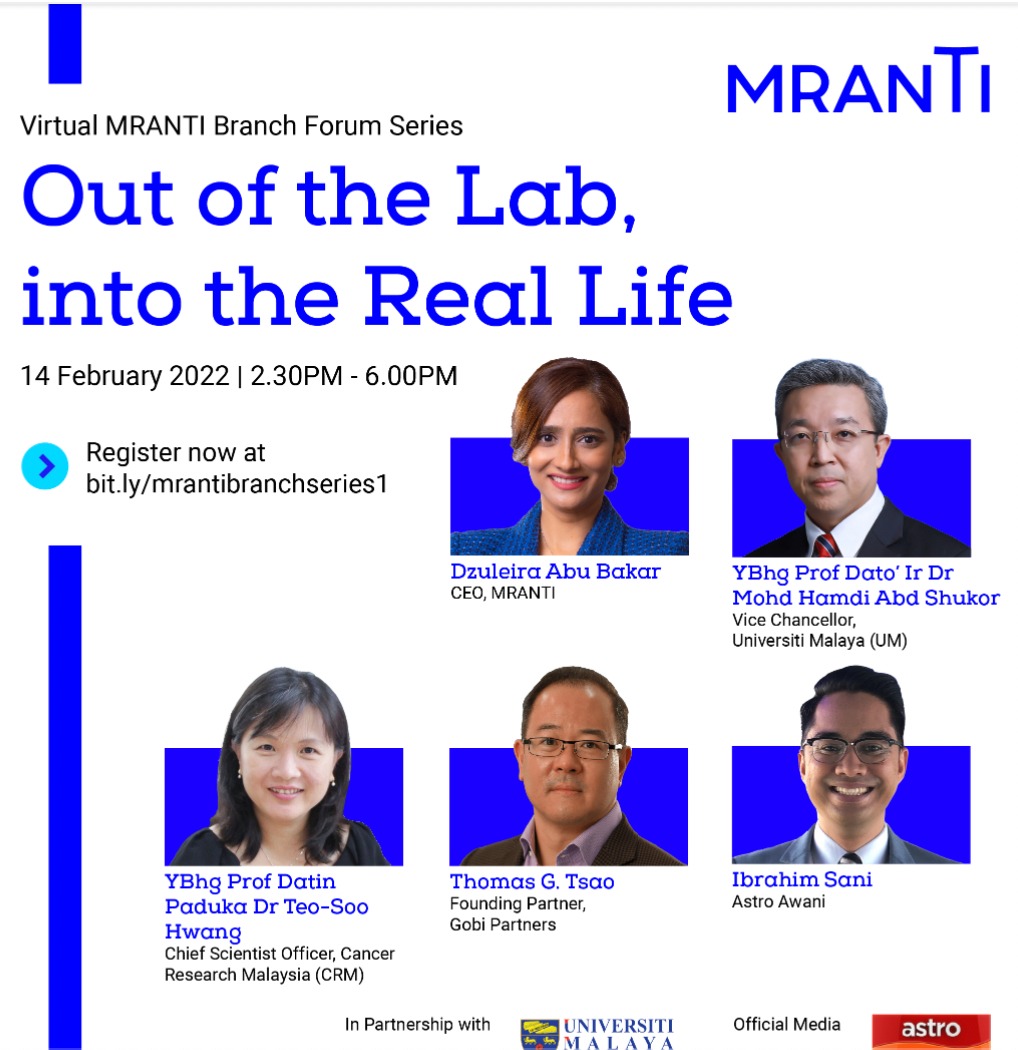 MRANTI
Virtual MRANTI Branch Forum Series
Out of the Lab,
into the Real Life
14 February 2022 | 2.30PM - 6.00PM
Register now at
bit.ly/mrantibranchseries1
Dzuleira Abu Bakar
CEO, MRANTI
YBhg Prof Dato’ Ir Dr
Mohd Hamdi Abd Shukor
Vice Chancellor,
Universiti Malaya (UM)
YBhg Prof Datin
Paduka Dr Teo-Soo
Hwang
Chief Scientist Officer, Cancer
Research Malaysia (CRM)
Thomas G. Tsao
Founding Partner,
Gobi Partners
Ibrahim Sani
Astro Awani
In Partnership with
UNIVERSITI
MALAYA
Official Media
astro